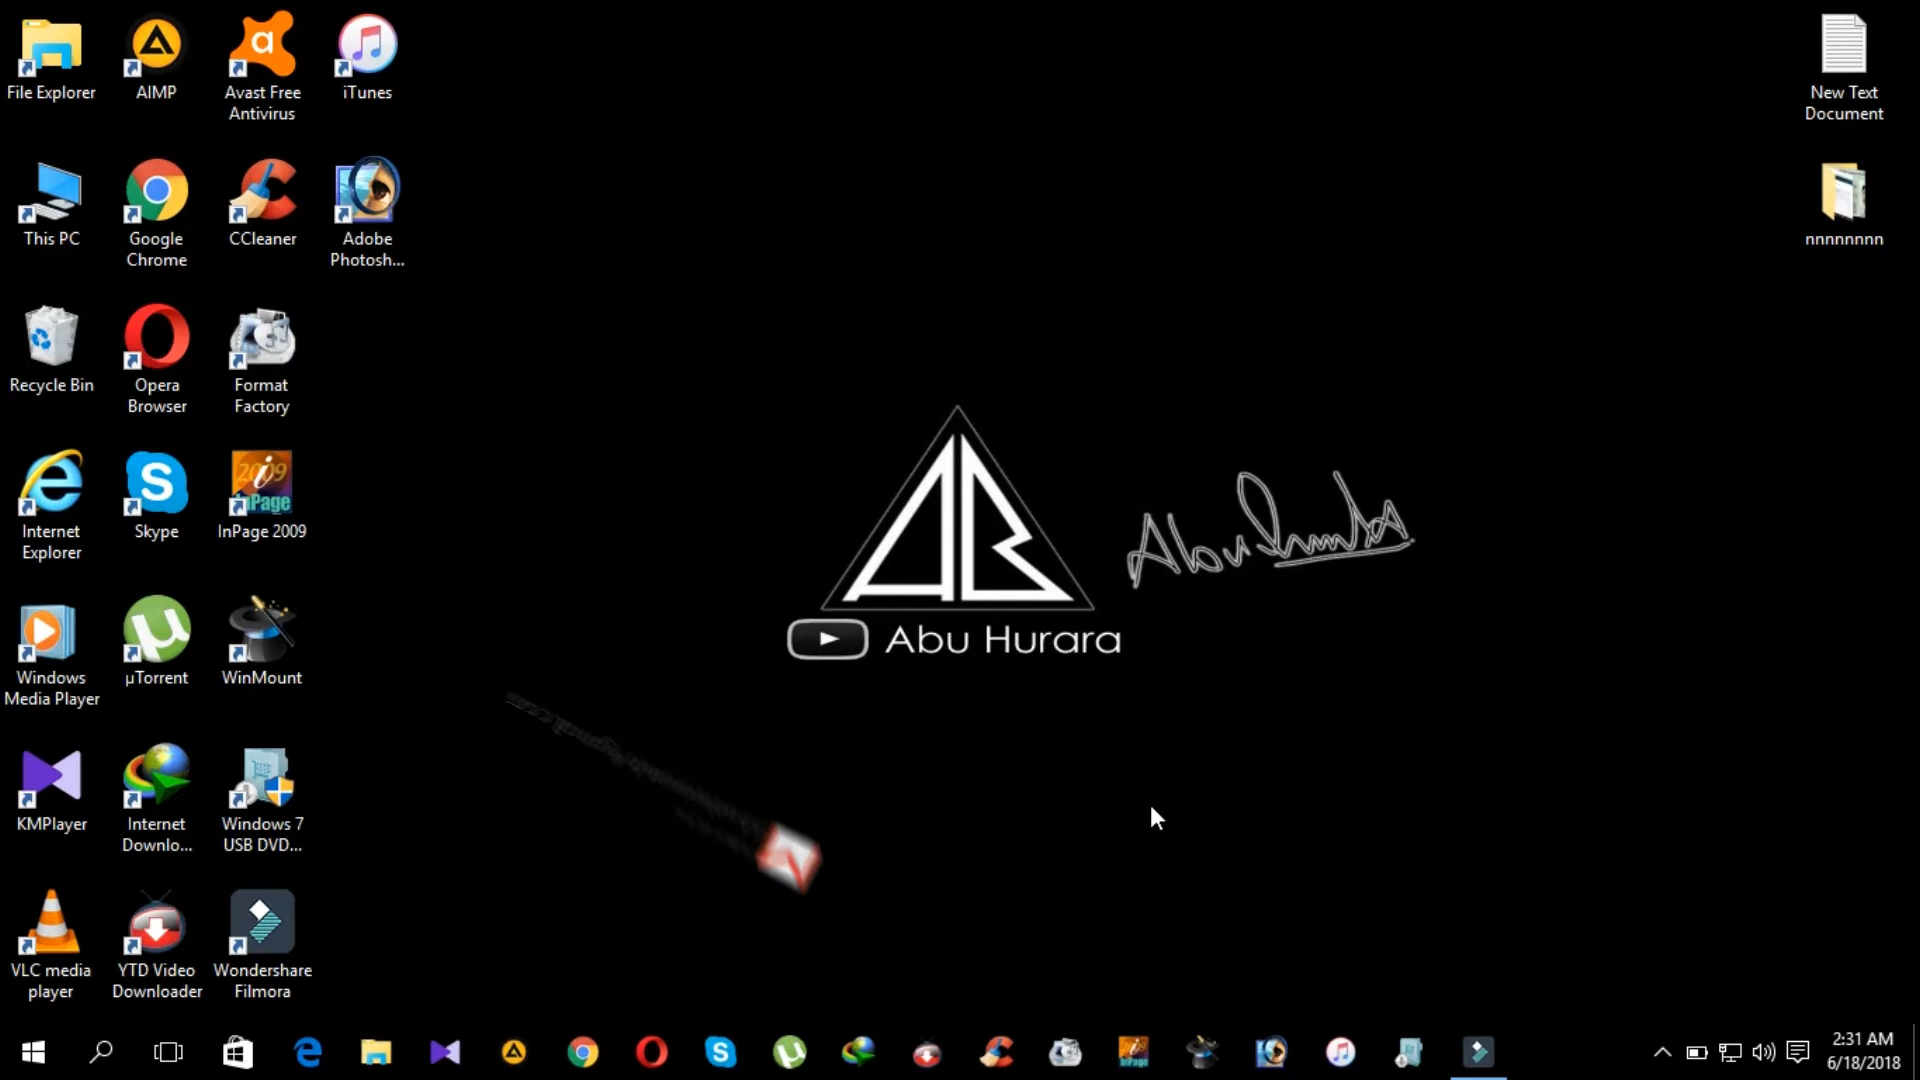 File Explorer
AIMP
Avast Free
Antivirus
iTunes
New Text
Document
This PC
Google
Chrome
CCleaner
Adobe
Photosh...
nnnnnnnn
Recycle Bin
Opera
Browser
Format
Factory
Internet
Explorer
Skype
2009
InPage
InPage 2009
AB
Abu Hurara
Windows
Media Player
µTorrent
WinMount
KMPlayer
Internet
Downlo...
Windows 7
USB DVD...
VLC media
player
YTD Video
Downloader
Wondershare
Filmora
2:31 AM
6/18/2018